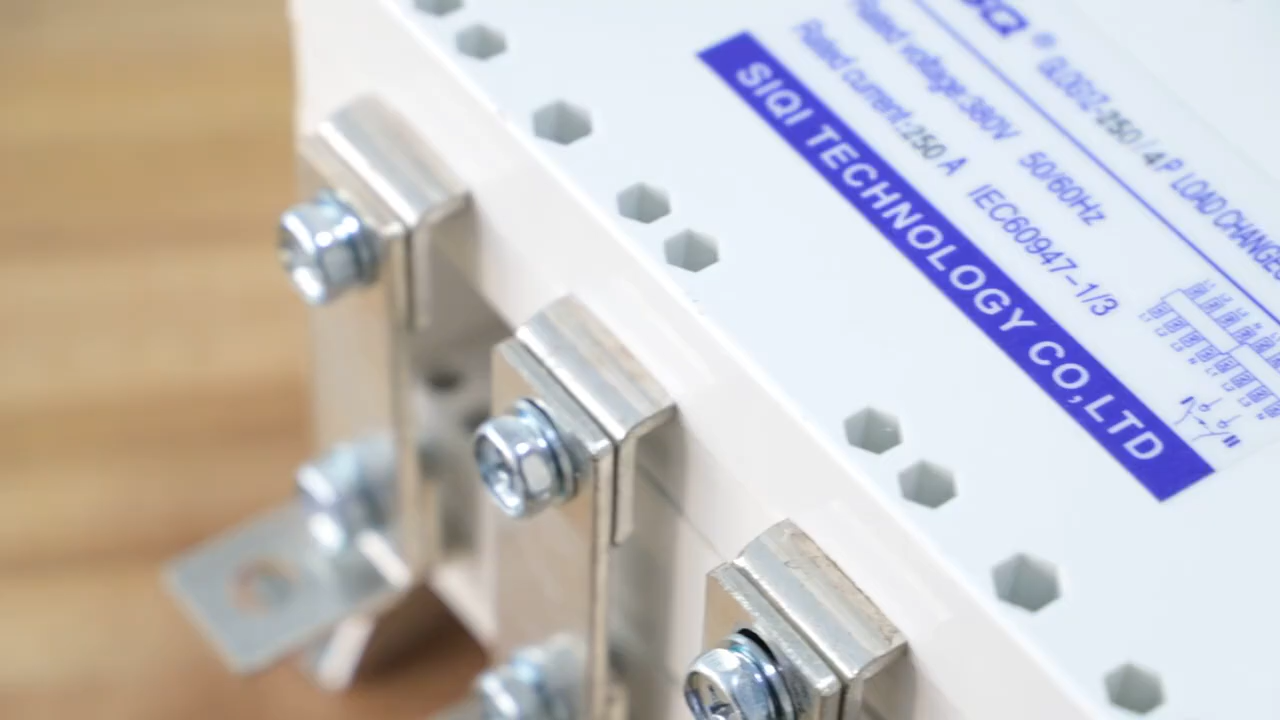 GLD02Z-250/4P LOAD CHANGE
Rated voltage:380V 50/60Hz
Rated current:250 A IEC60947-1/3
SIQI TECHNOLOGY CO,LTD